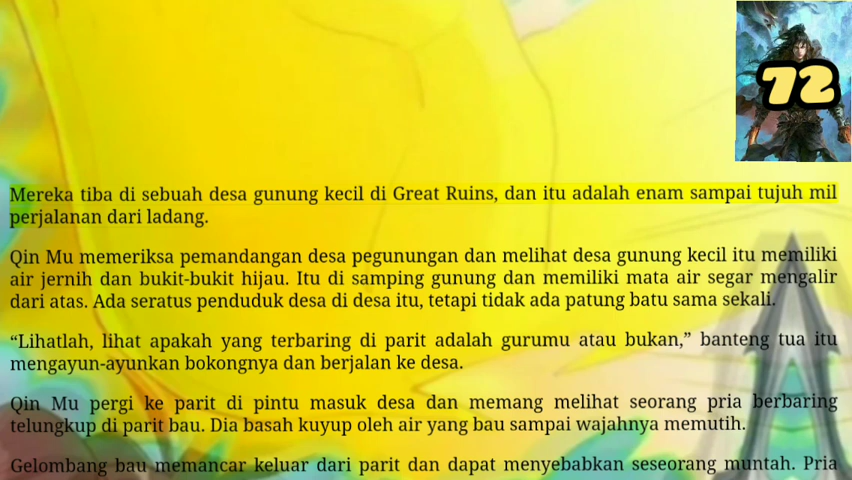 72
Mereka tiba di sebuah desa gunung kecil di Great Ruins, dan itu adalah enam sampai tujuh mil
perjalanan dari ladang.
Qin Mu memeriksa pemandangan desa pegunungan dan melihat desa gunung kecil itu memiliki
air jernih dan bukit-bukit hijau. Itu di samping gunung dan memiliki mata air segar mengalir
dari atas. Ada seratus penduduk desa di desa itu, tetapi tidak ada patung batu sama sekali.
“Lihatlah, lihat apakah yang terbaring di parit adalah gurumu atau bukan,” banteng tua itu
mengayun-ayunkan bokongnya dan berjalan ke desa.
Qin Mu pergi ke parit di pintu masuk desa dan memang melihat seorang pria berbaring
telungkup di parit bau. Dia basah kuyup oleh air yang bau sampai wajahnya memutih.
Gelombang bau memancar keluar dari parit dan dapat menyebabkan seseorang muntah. Pria